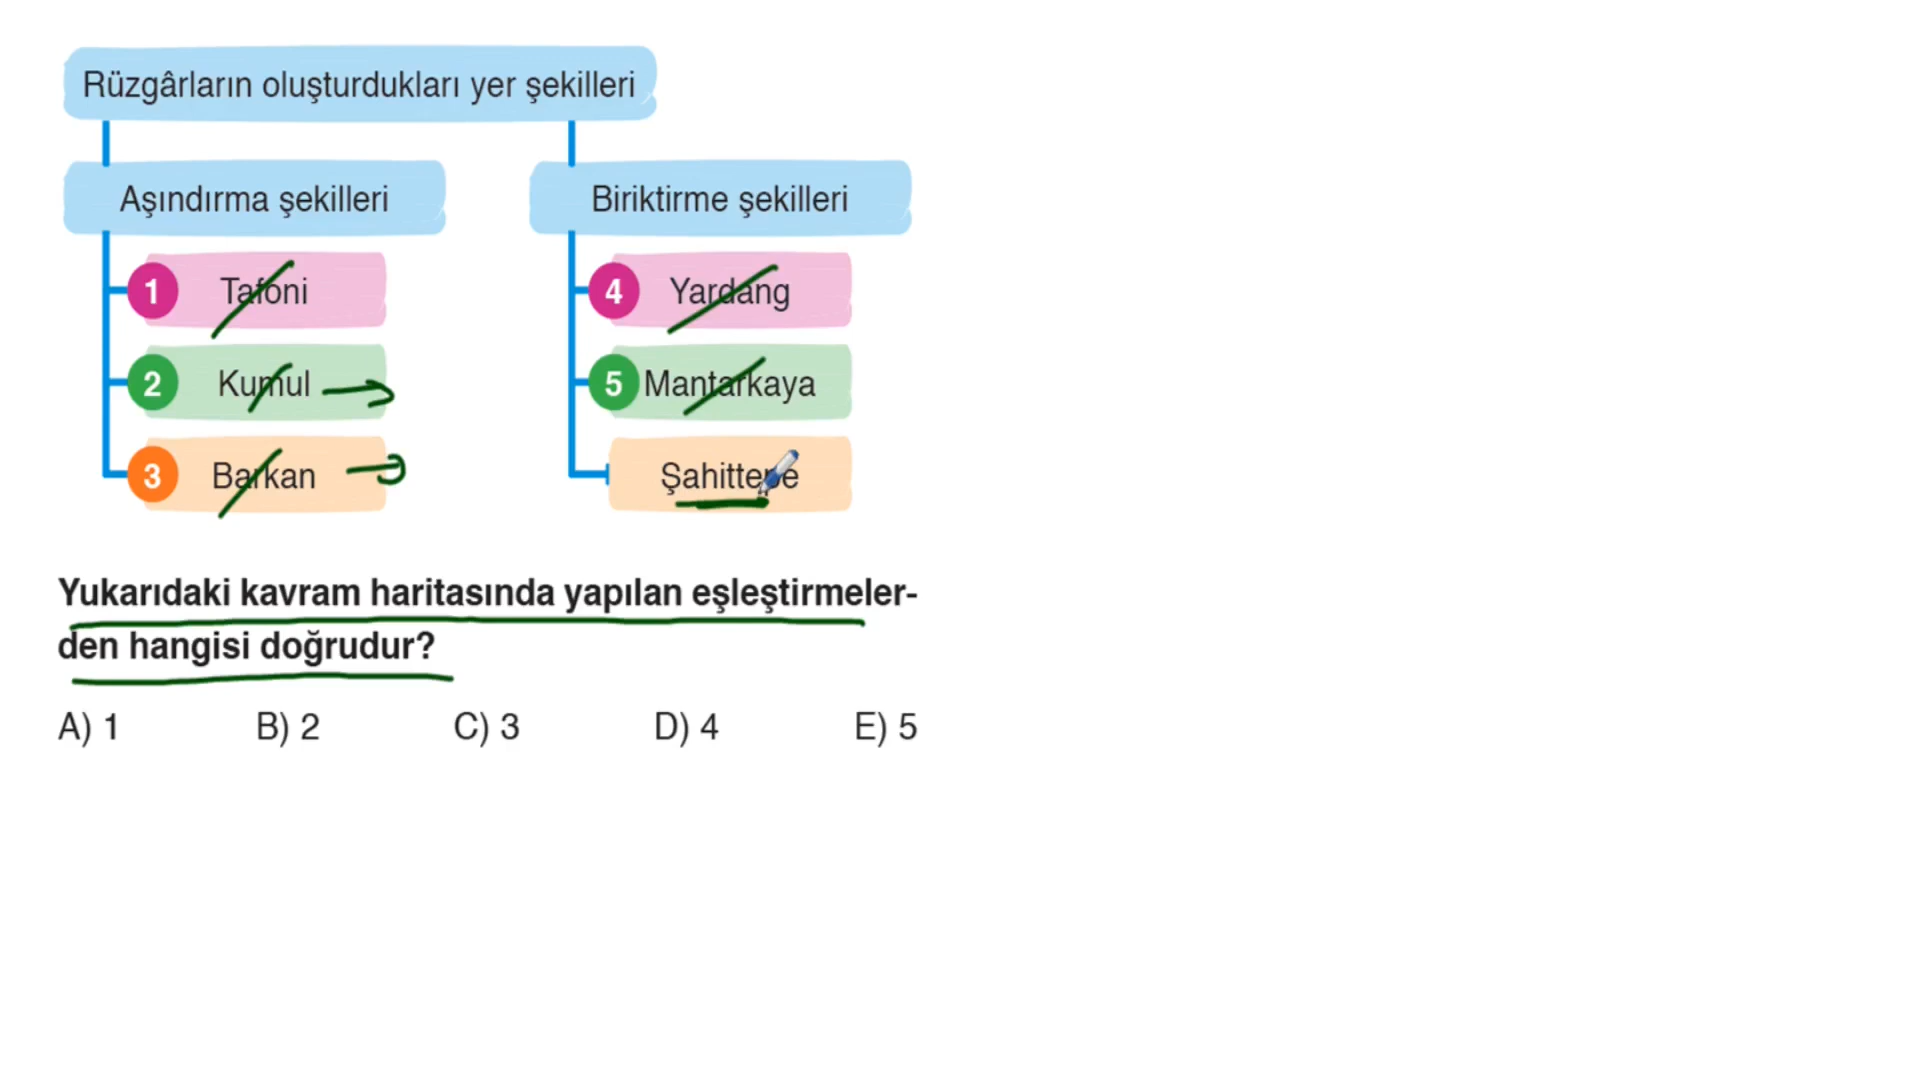 Rüzgârların oluşturdukları yer şekilleri
Aşındırma şekilleri
1 Tafoni
2 Kumul
3 Barkan
Biriktirme şekilleri
4 Yardang
5 Mantarkaya
Şahittepe
Yukarıdaki kavram haritasında yapılan eşleştirmeler-
den hangisi doğrudur?
A) 1 B) 2 C) 3 D) 4 E) 5